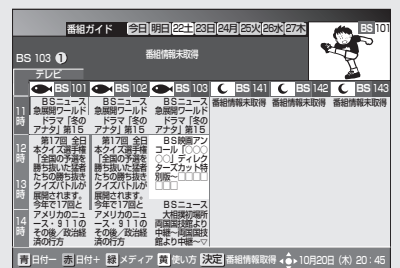 番組ガイド 今日 明日 22土 23日 24月 25火 26水 27木 BS101
BS 103 ❶ 番組情報未取得
テレビ
BS 101 BS 102 BS 103 BS 141 BS 142 BS 143
11時
12時
13時
14時
BSニュース
急展開ワールド
ドラマ「冬の
アナタ」第15
第17回 全日
本クイズ選手権
「全国の予選を
勝ち抜いた猛者
たちの勝ち抜き
クイズバトルが
展開されます。
今年で17回と
アメリカのニュ
ース・911の
その後/政治経
済の行方
BSニュース
急展開ワールド
ドラマ「冬の
アナタ」第15
第17回 全日
本クイズ選手権
「全国の予選を
勝ち抜いた猛者
たちの勝ち抜き
クイズバトルが
展開されます。
今年で17回と
アメリカのニュ
ース・911の
その後/政治経
済の行方
BSニュース
急展開ワールド
ドラマ「冬の
アナタ」第15
BS映画アン
コール「○○○
○○」ディレク
ターズカット特
別版~□□□□
□□□
BSニュース
大相撲初場所
両国国技館より
中継~両国国技
館より中継~▽
番組情報未取得
番組情報未取得
番組情報未取得
青 日付- 赤 日付+ 緑 メディア 黄 使い方 決定 番組情報取得 10月20日 (木) 20:45